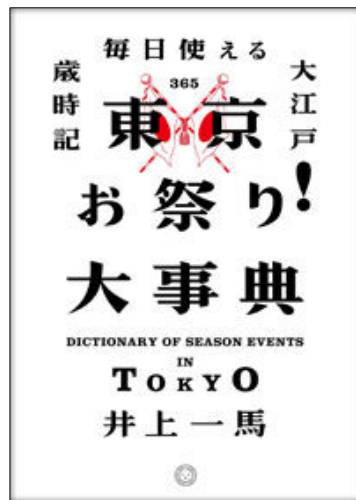 毎日使える
大江戸
歳時記
365
東京
お祭り!
大事典
DICTIONARY OF SEASON EVENTS
IN
TOKYO
井上一馬